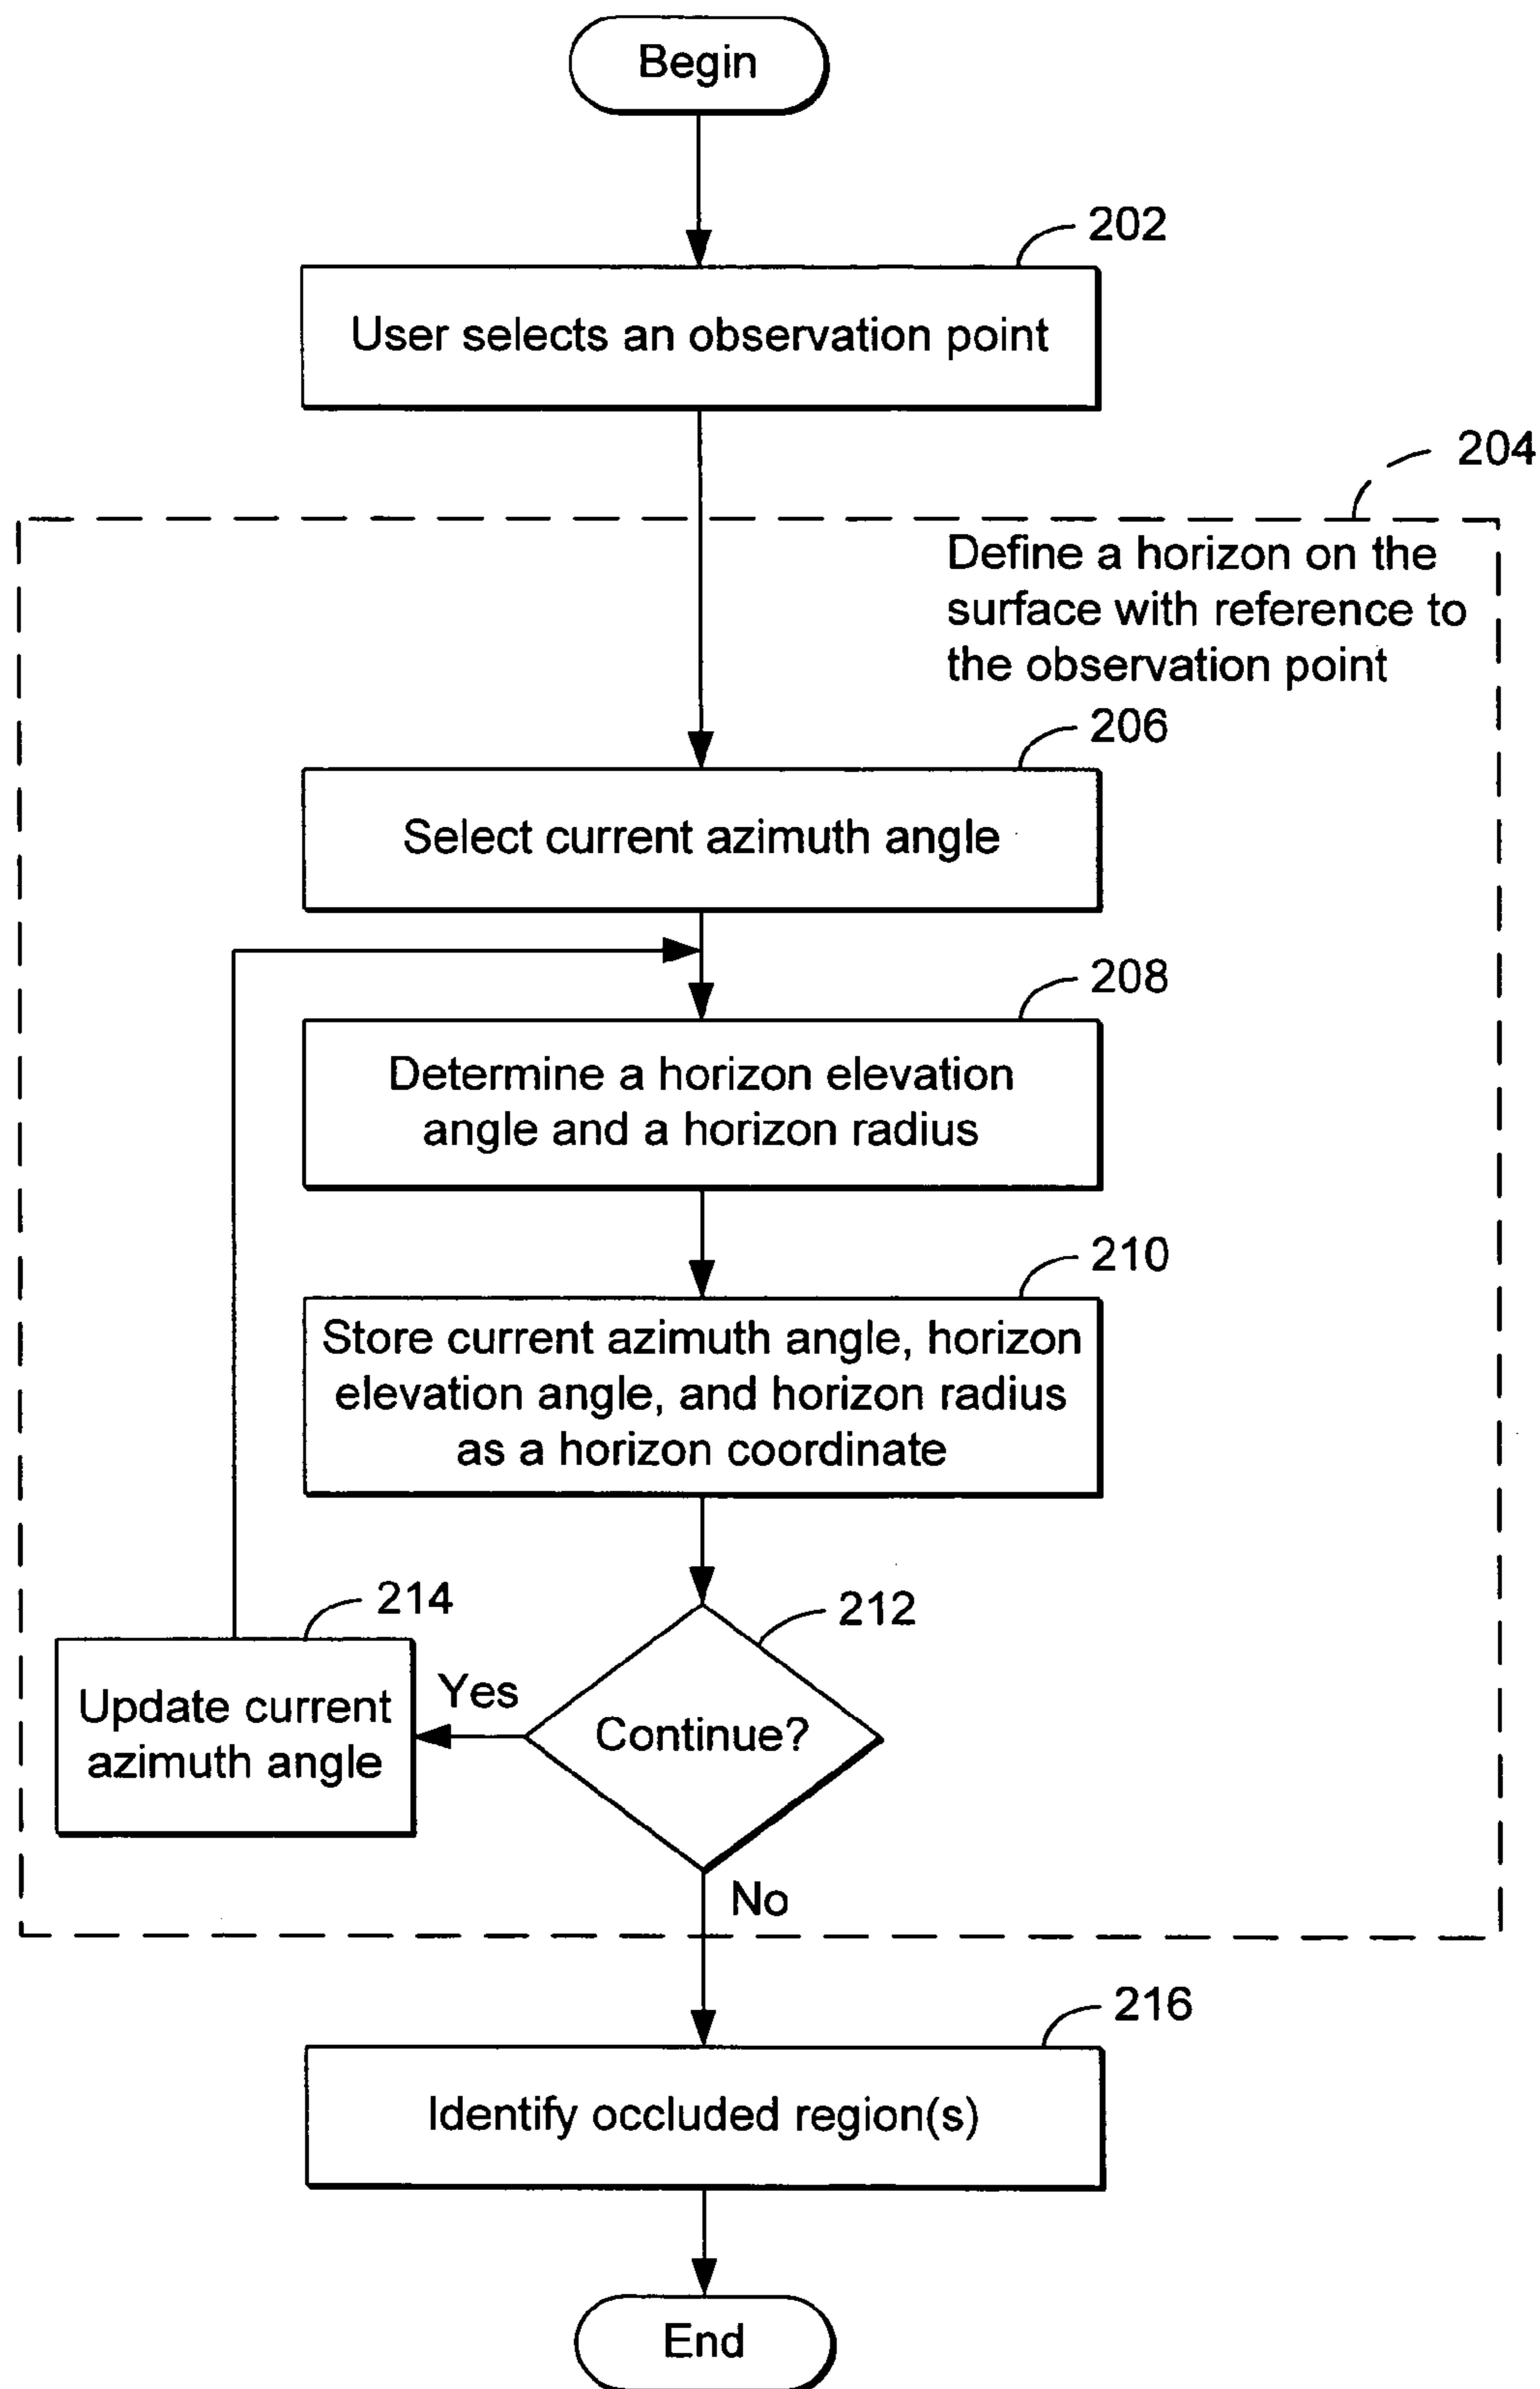 Begin
202
User selects an observation point
204
Define a horizon on the
surface with reference to
the observation point
206
Select current azimuth angle
208
Determine a horizon elevation
angle and a horizon radius
210
Store current azimuth angle, horizon
elevation angle, and horizon radius
as a horizon coordinate
214
212
Update current
azimuth angle
Yes
Continue?
No
216
Identify occluded region(s)
End